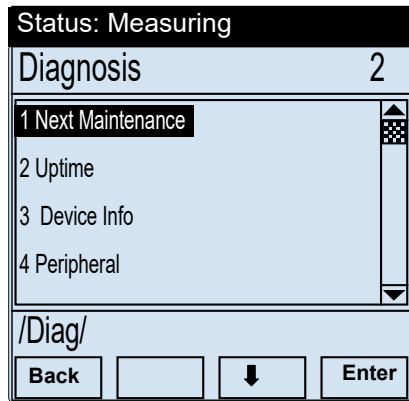 Status: Measuring
Diagnosis 2
1 Next Maintenance
2 Uptime
3 Device Info
4 Peripheral
/Diag/
Back Enter